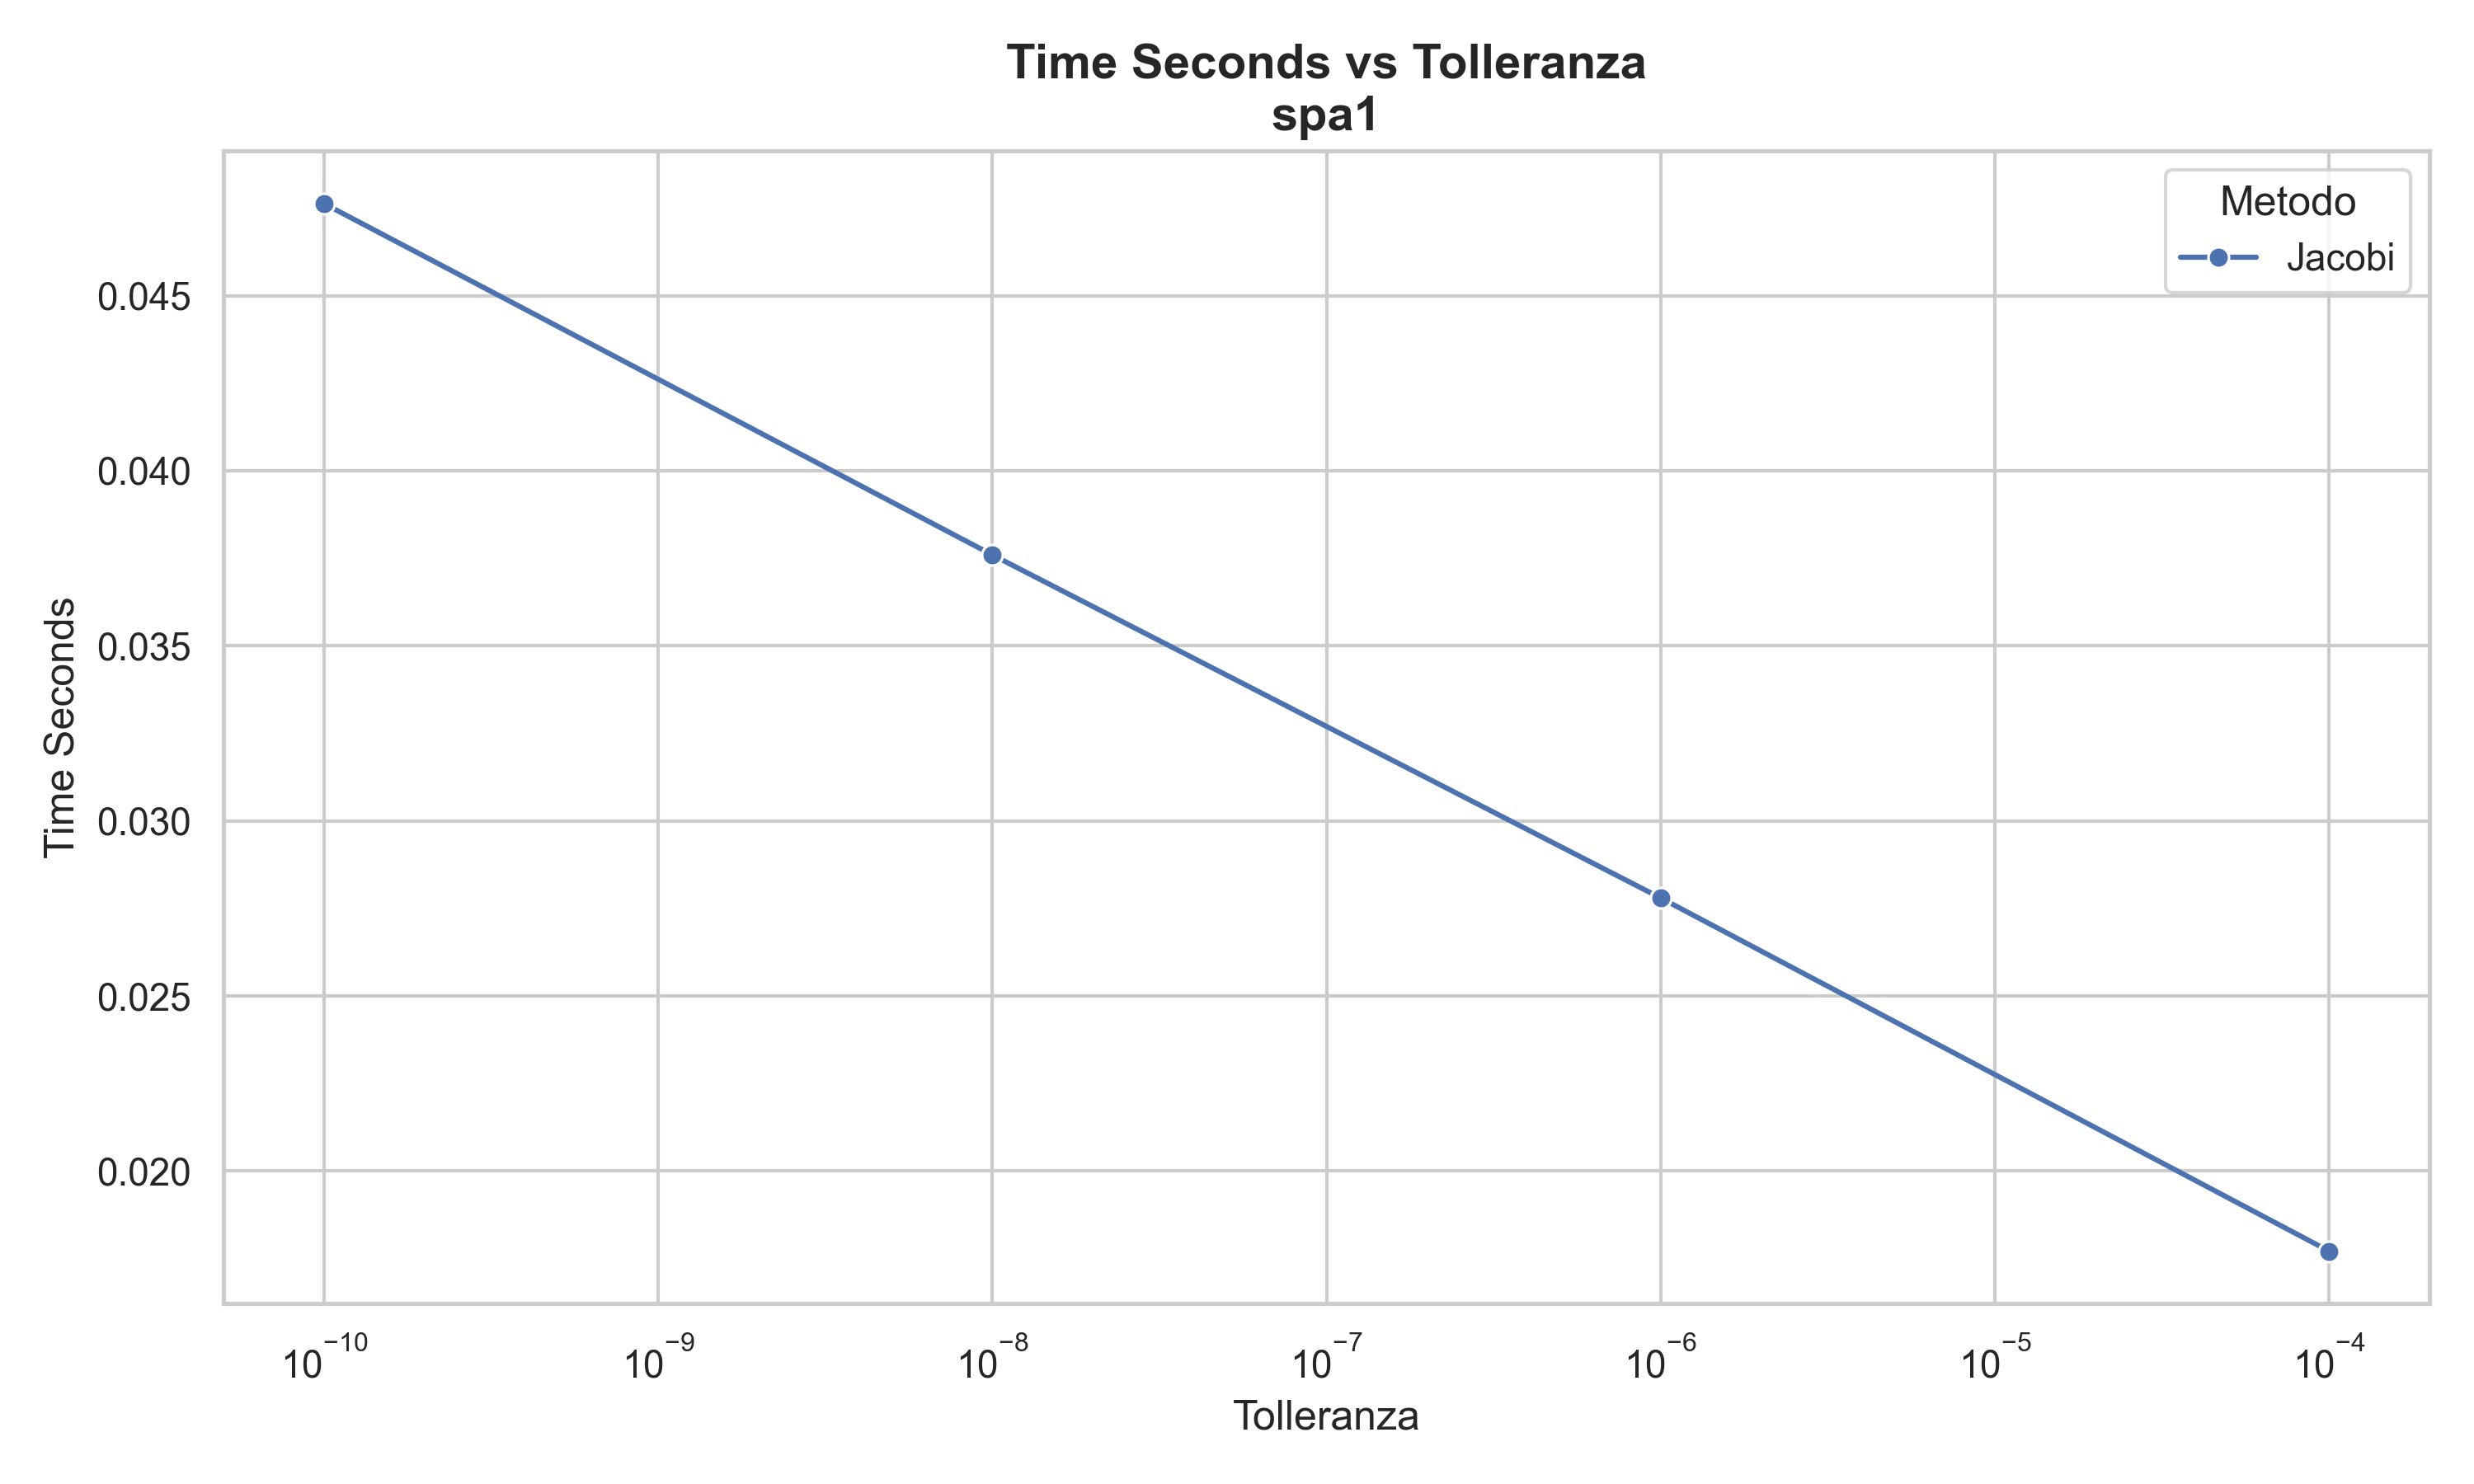 Time Seconds vs Tolleranza
spa1
Metodo
Jacobi
Time Seconds
0.045
0.040
0.035
0.030
0.025
0.020
10⁻¹⁰
10⁻⁹
10⁻⁸
10⁻⁷
10⁻⁶
10⁻⁵
10⁻⁴
Tolleranza